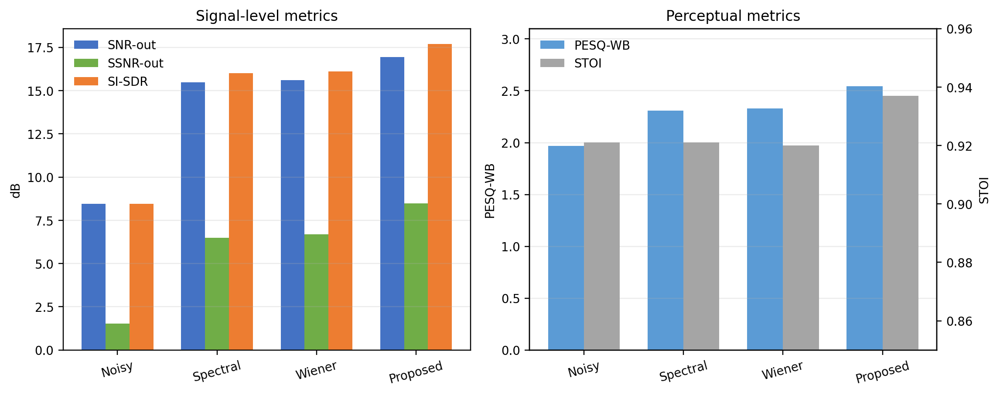 Signal-level metrics
SNR-out
SSNR-out
SI-SDR
17.5
15.0
12.5
10.0
7.5
5.0
2.5
0.0
dB
Noisy
Spectral
Wiener
Proposed
Perceptual metrics
PESQ-WB
STOI
3.0
2.5
2.0
1.5
1.0
0.5
0.0
PESQ-WB
0.96
0.94
0.92
0.90
0.88
0.86
STOI
Noisy
Spectral
Wiener
Proposed